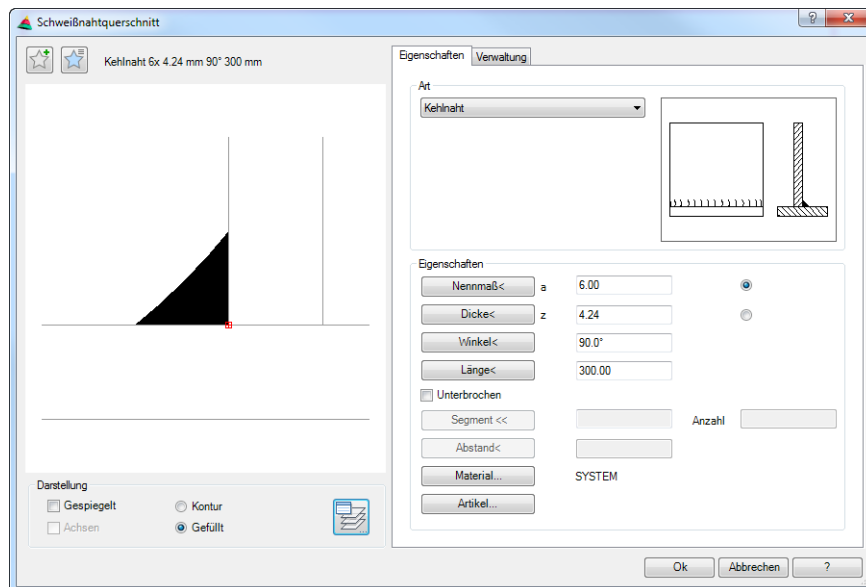 Schweißnahtquerschnitt
Kehlnaht 6x 4.24 mm 90° 300 mm
Eigenschaften Verwaltung
Art
Kehlnaht
Eigenschaften
Nennmaß< a 6.00
Dicke< z 4.24
Winkel< 90.0°
Länge< 300.00
Unterbrochen
Segment << Anzahl
Abstand<
Material... SYSTEM
Artikel...
Darstellung
Gespiegelt Kontur
Achsen Gefüllt
Ok Abbrechen ?